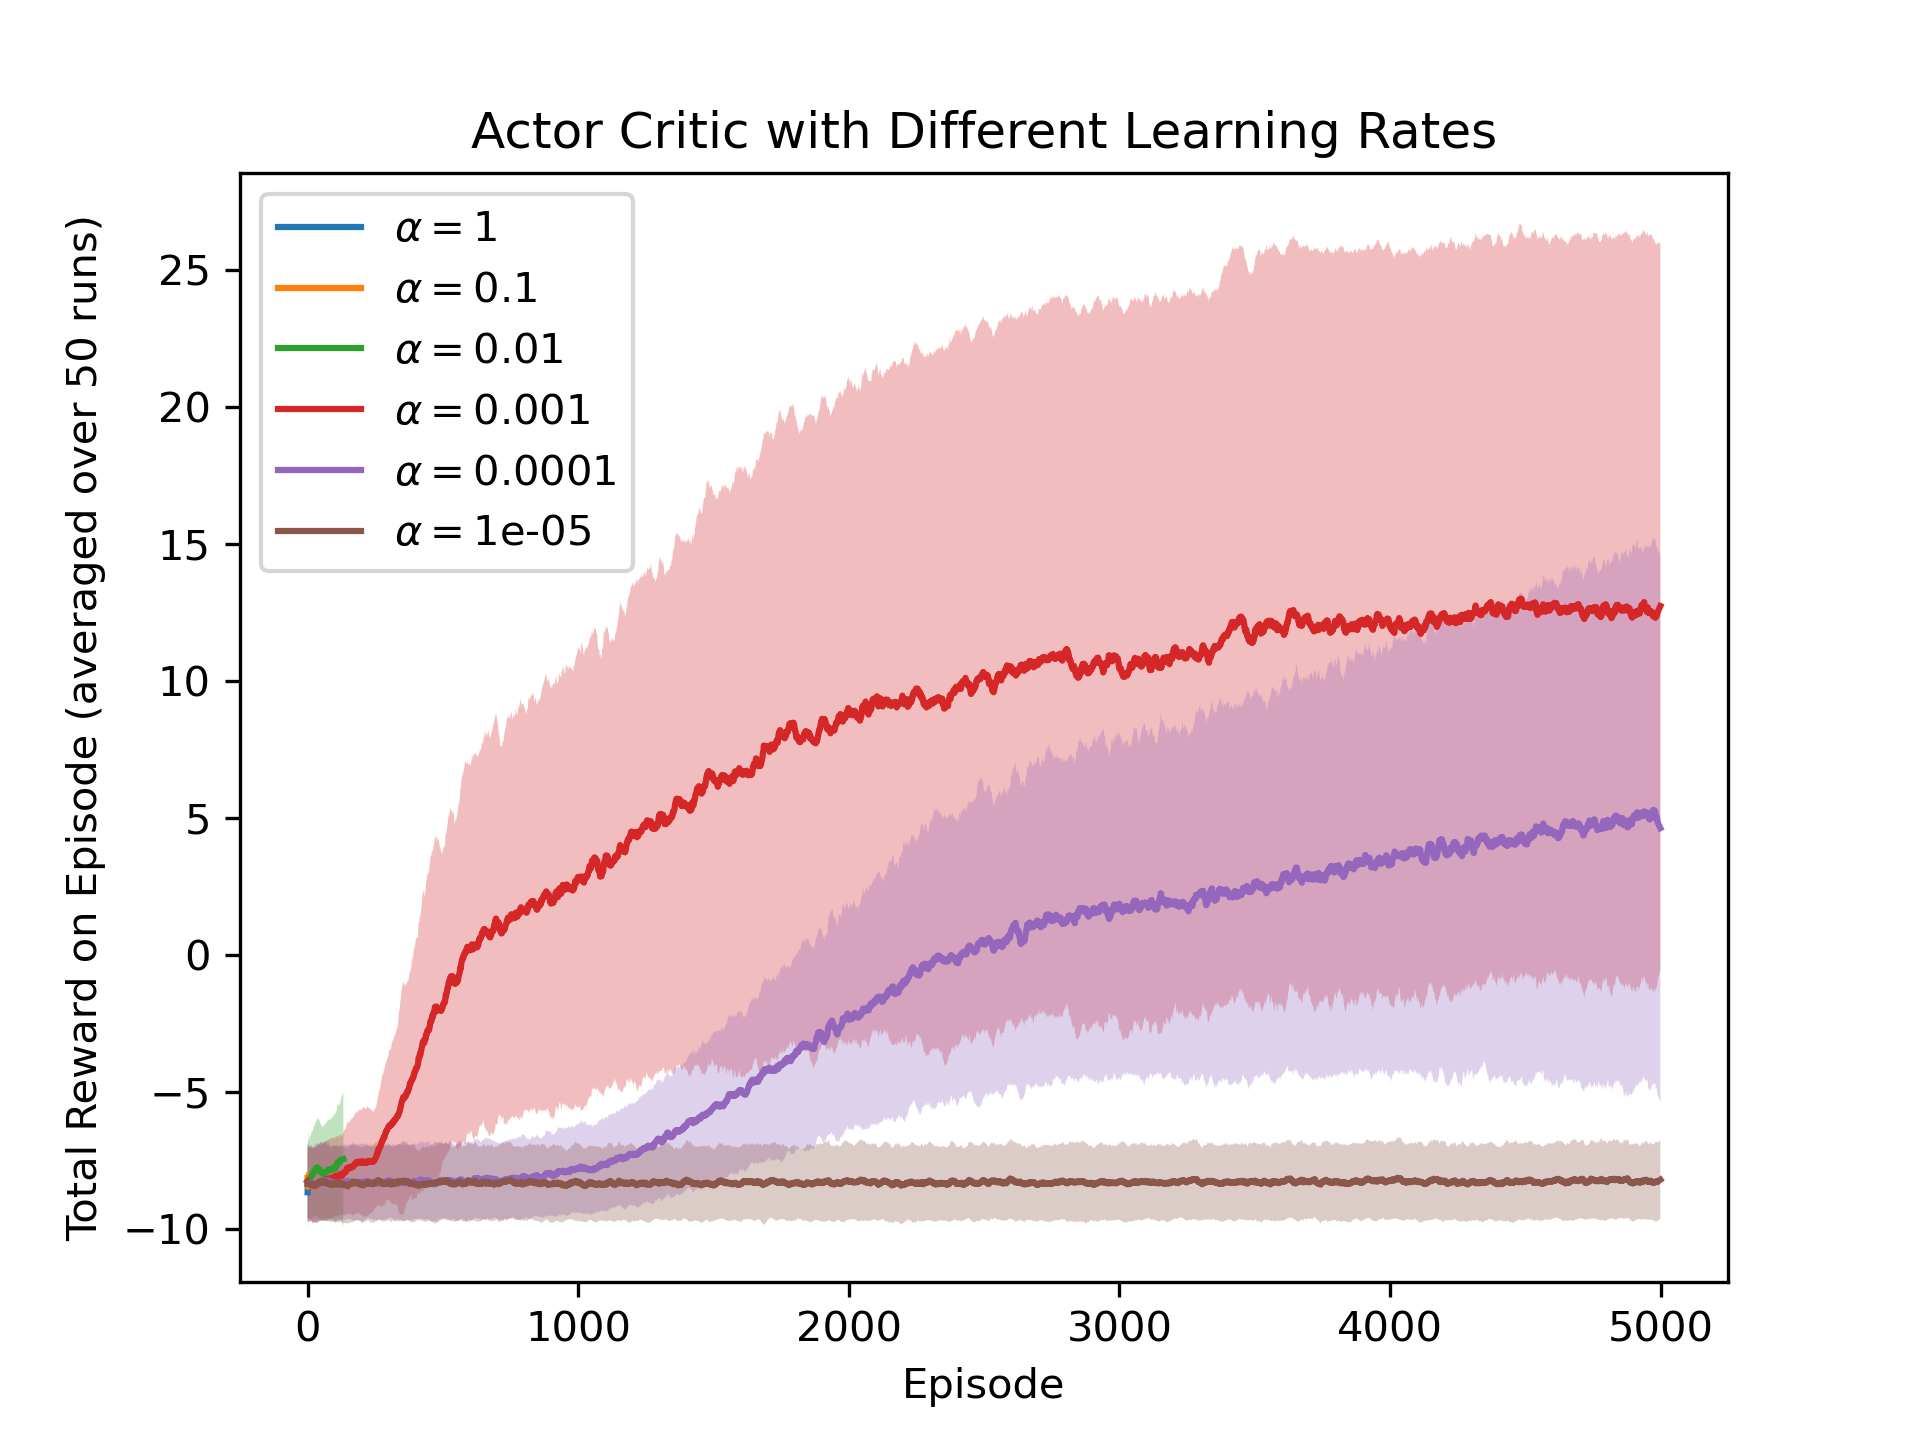 Actor Critic with Different Learning Rates
α = 1
α = 0.1
α = 0.01
α = 0.001
α = 0.0001
α = 1e-05
Total Reward on Episode (averaged over 50 runs)
25
20
15
10
5
0
−5
−10
0 1000 2000 3000 4000 5000
Episode